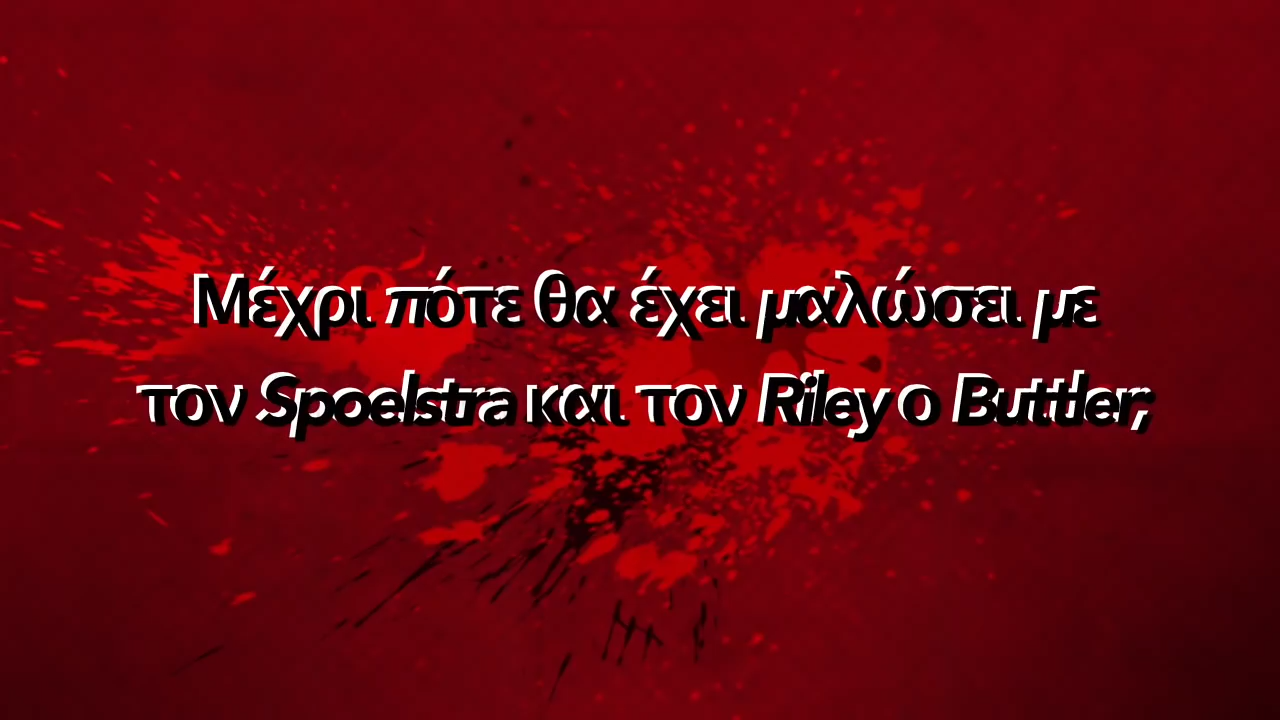 Μέχρι πότε θα έχει μαλώσει με
τον Spoelstra και τον Riley ο Buttler;